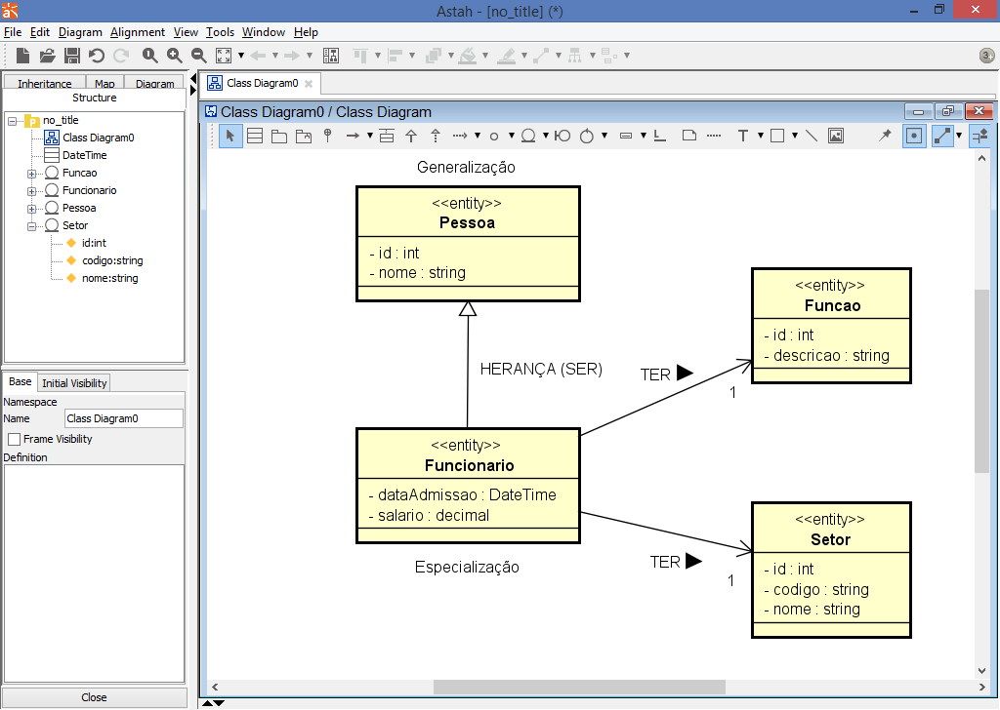 Astah - [no_title] (*)
File Edit Diagram Alignment View Tools Window Help
3
Inheritance Map Diagram
Structure
no_title
Class Diagram0
DateTime
Funcao
Funcionario
Pessoa
Setor
id:int
codigo:string
nome:string
Base Initial Visibility
Namespace
Name Class Diagram0
Frame Visibility
Definition
Close
Class Diagram0
Class Diagram0 / Class Diagram
T
Generalização
<<entity>>
Pessoa
- id : int
- nome : string
HERANÇA (SER)
<<entity>>
Funcionario
- dataAdmissao : DateTime
- salario : decimal
Especialização
TER
1
<<entity>>
Funcao
- id : int
- descricao : string
TER
1
<<entity>>
Setor
- id : int
- codigo : string
- nome : string